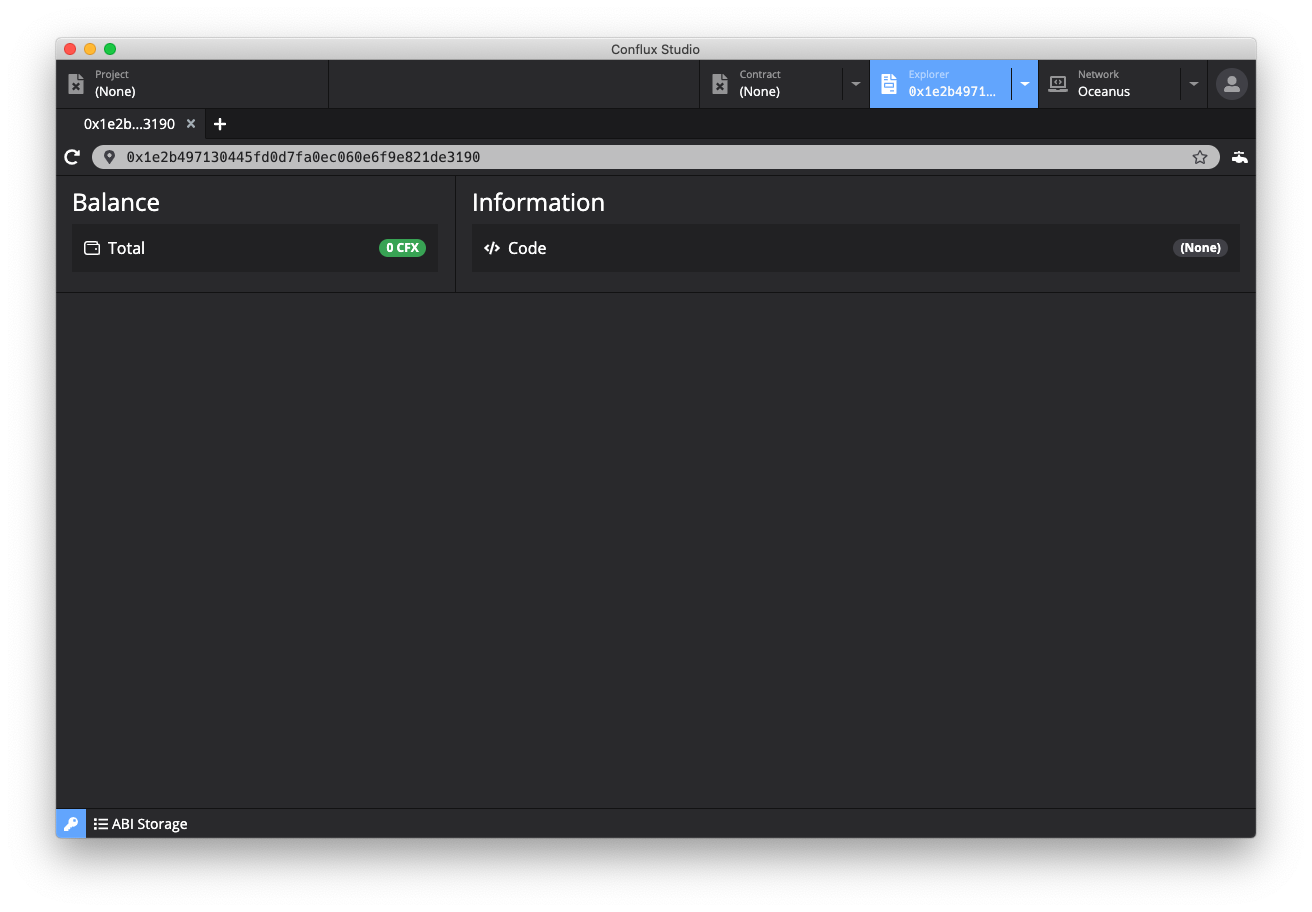 Conflux Studio
Project
(None)
Contract
(None)
Explorer
0x1e2b4971...
Network
Oceanus
0x1e2b...3190
0x1e2b497130445fd0d7fa0ec060e6f9e821de3190
Balance
Information
Total
0 CFX
Code
(None)
ABI Storage